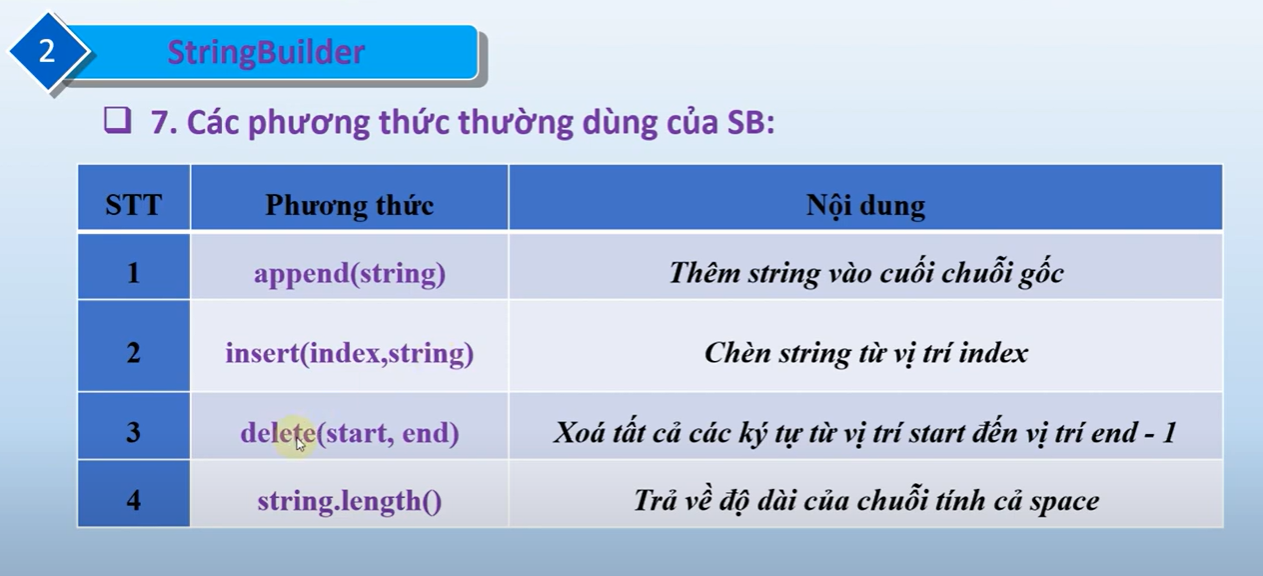 2
StringBuilder
7. Các phương thức thường dùng của SB:
STT Phương thức Nội dung
1 append(string) Thêm string vào cuối chuỗi gốc
2 insert(index,string) Chèn string từ vị trí index
3 delete(start, end) Xoá tất cả các ký tự từ vị trí start đến vị trí end - 1
4 string.length() Trả về độ dài của chuỗi tính cả space